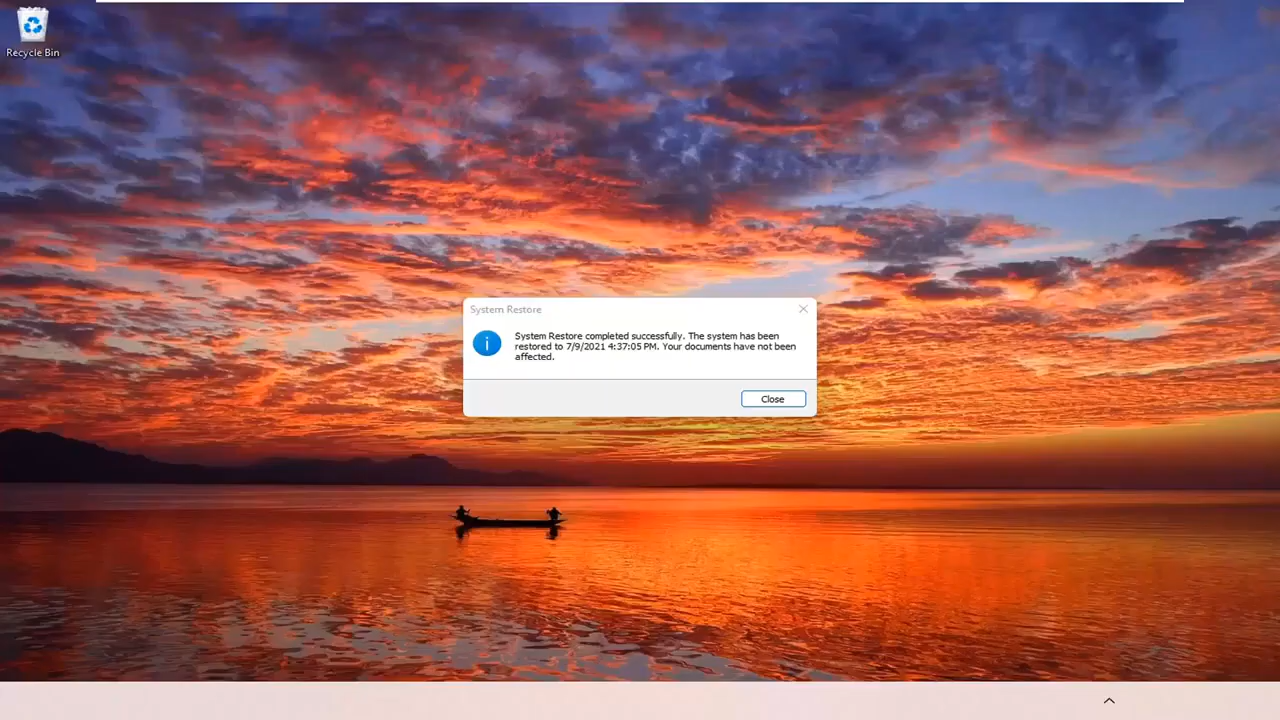 Recycle Bin
System Restore
System Restore completed successfully. The system has been
restored to 7/9/2021 4:37:05 PM. Your documents have not been
affected.
Close